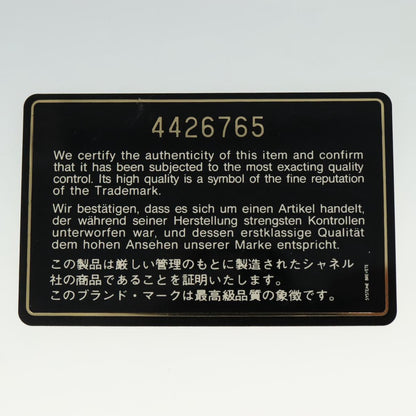 4426765
We certify the authenticity of this item and confirm
that it has been subjected to the most exacting quality
control. Its high quality is a symbol of the fine reputation
of the Trademark.
Wir bestätigen, dass es sich um einen Artikel handelt,
der während seiner Herstellung strengsten Kontrollen
unterworfen war, und dessen erstklassige Qualität
dem hohen Ansehen unserer Marke entspricht.
この製品は厳しい管理のもとに製造されたシャネル
社の商品であることを証明いたします。
このブランド・マークは最高級品質の象徴です。